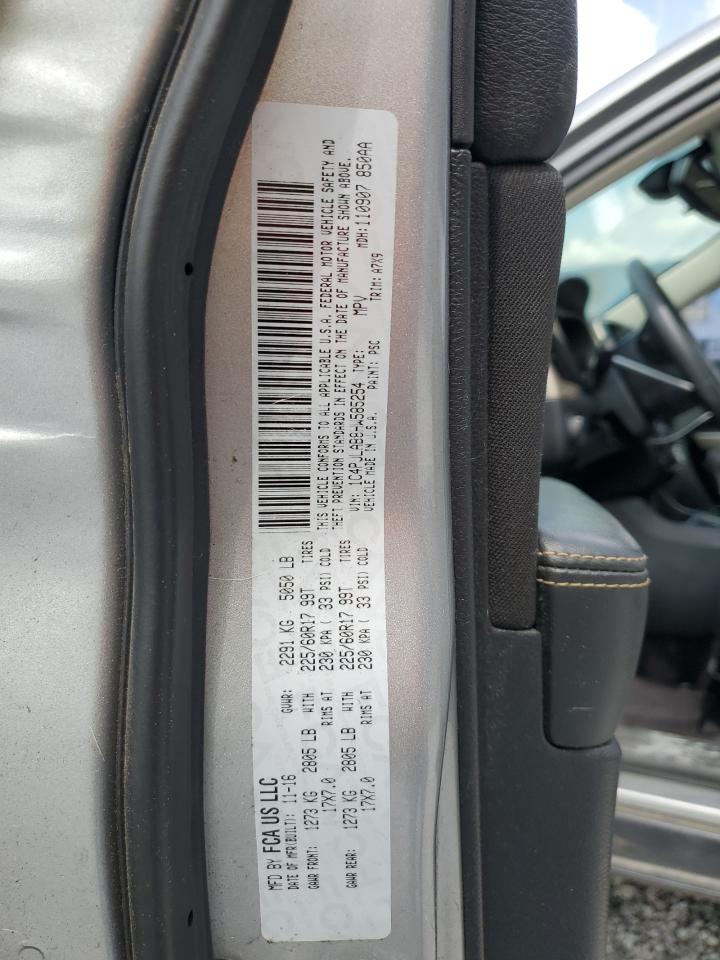 MFD BY FCA US LLC
DATE OF MFR(BUILT): 11-16 GVWR: 2291 KG ( 5050 LB
GAWR FRONT: 1273 KG ( 2805 LB WITH 225/60R17 99T TIRES
17X7.0 RIMS AT 230 KPA ( 33 PSI) COLD
GAWR REAR: 1273 KG ( 2805 LB WITH 225/60R17 99T TIRES
17X7.0 RIMS AT 230 KPA ( 33 PSI) COLD
THIS VEHICLE CONFORMS TO ALL APPLICABLE U.S.A. FEDERAL MOTOR VEHICLE SAFETY AND
THEFT PREVENTION STANDARDS IN EFFECT ON THE DATE OF MANUFACTURE SHOWN ABOVE.
VIN: 1C4PJLAB8-W585254 TYPE: MPV MDH: 110907 850AA
VEHICLE MADE IN U.S.A. PAINT: PSC TRIM: A7X9